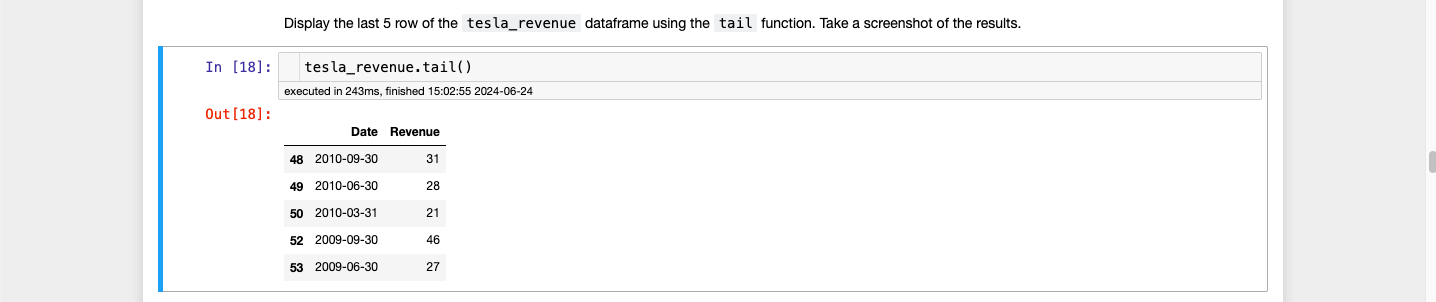 Display the last 5 row of the tesla_revenue dataframe using the tail function. Take a screenshot of the results.
In [18]: tesla_revenue.tail()
executed in 243ms, finished 15:02:55 2024-06-24
Out[18]:
Date Revenue
48 2010-09-30 31
49 2010-06-30 28
50 2010-03-31 21
52 2009-09-30 46
53 2009-06-30 27